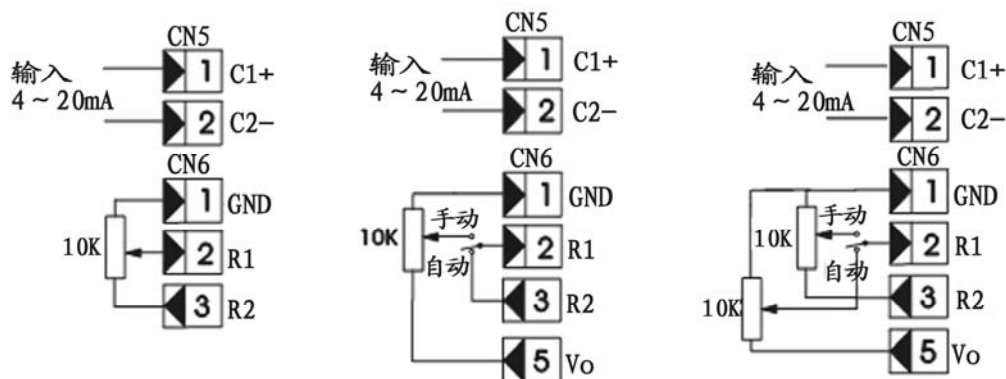 CN5
输入
4～20mA
1 C1+
2 C2-
CN6
1 GND
10K
2 R1
3 R2
CN5
输入
4～20mA
1 C1+
2 C2-
CN6
1 GND
10K
手动
自动
2 R1
3 R2
5 Vo
CN5
输入
4～20mA
1 C1+
2 C2-
CN6
1 GND
10K
手动
自动
2 R1
3 R2
10K
5 Vo